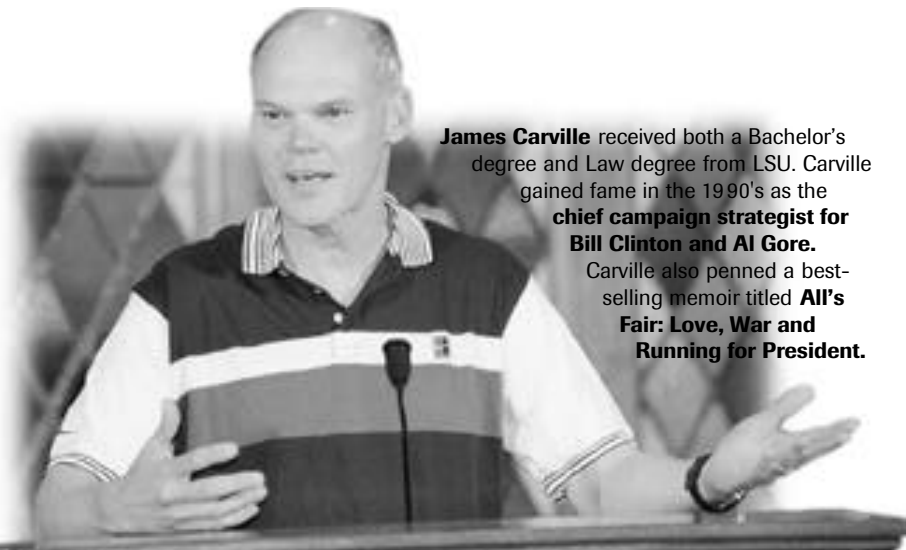 James Carville received both a Bachelor's
degree and Law degree from LSU. Carville
gained fame in the 1990's as the
chief campaign strategist for
Bill Clinton and Al Gore.
Carville also penned a best-
selling memoir titled All's
Fair: Love, War and
Running for President.